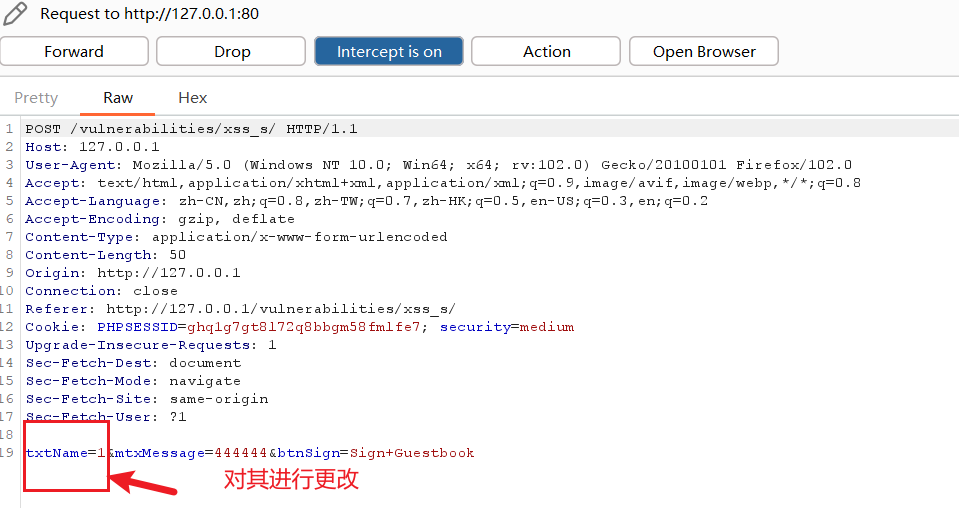 Request to http://127.0.0.1:80
Forward Drop Intercept is on Action Open Browser
Pretty Raw Hex
1 POST /vulnerabilities/xss_s/ HTTP/1.1
2 Host: 127.0.0.1
3 User-Agent: Mozilla/5.0 (Windows NT 10.0; Win64; x64; rv:102.0) Gecko/20100101 Firefox/102.0
4 Accept: text/html,application/xhtml+xml,application/xml;q=0.9,image/avif,image/webp,*/*;q=0.8
5 Accept-Language: zh-CN,zh;q=0.8,zh-TW;q=0.7,zh-HK;q=0.5,en-US;q=0.3,en;q=0.2
6 Accept-Encoding: gzip, deflate
7 Content-Type: application/x-www-form-urlencoded
8 Content-Length: 50
9 Origin: http://127.0.0.1
10 Connection: close
11 Referer: http://127.0.0.1/vulnerabilities/xss_s/
12 Cookie: PHPSESSID=ghq1g7gt8172q8bbgm58fmlfe7; security=medium
13 Upgrade-Insecure-Requests: 1
14 Sec-Fetch-Dest: document
15 Sec-Fetch-Mode: navigate
16 Sec-Fetch-Site: same-origin
17 Sec-Fetch-User: ?1
18
19 txtName=1&mtxMessage=444444&btnSign=Sign+Guestbook
对其进行更改